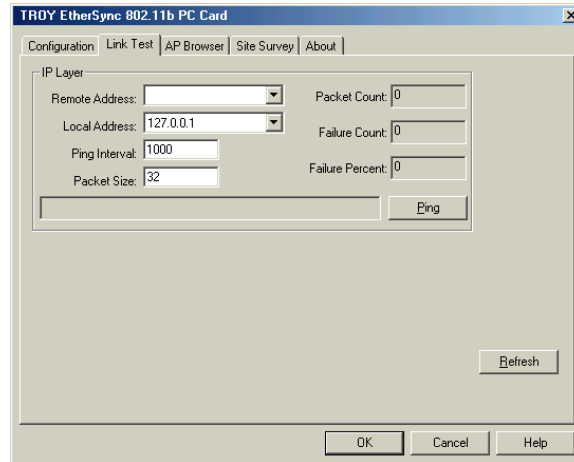 TROY EtherSync 802.11b PC Card
Configuration Link Test AP Browser Site Survey About
IP Layer
Remote Address:
Packet Count: 0
Local Address: 127.0.0.1
Failure Count: 0
Ping Interval: 1000
Failure Percent: 0
Packet Size: 32
Ping
Refresh
OK Cancel Help